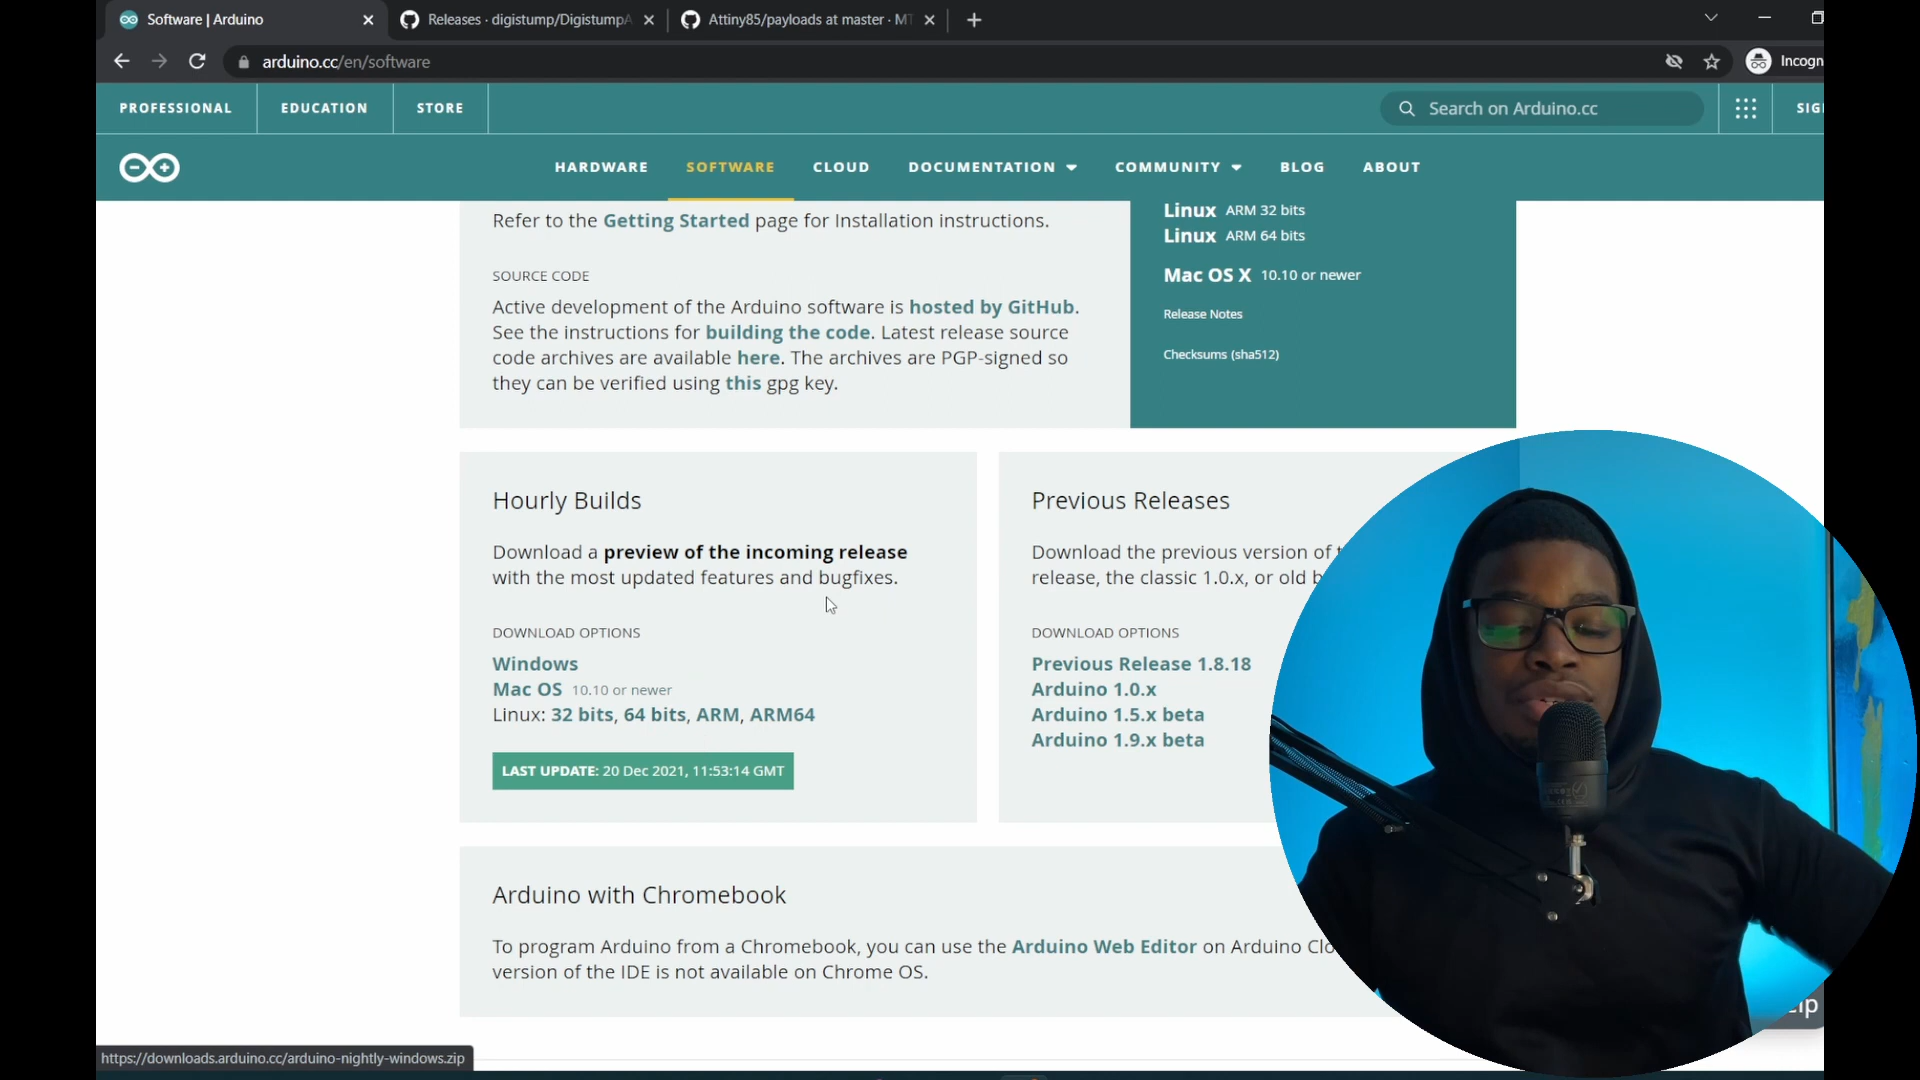 Software | Arduino
Releases · digistump/DigistumpA
Attiny85/payloads at master · MT
arduino.cc/en/software
Incogn
PROFESSIONAL
EDUCATION
STORE
Search on Arduino.cc
SIG
HARDWARE
SOFTWARE
CLOUD
DOCUMENTATION
COMMUNITY
BLOG
ABOUT
Refer to the Getting Started page for Installation instructions.
SOURCE CODE
Active development of the Arduino software is hosted by GitHub.
See the instructions for building the code. Latest release source
code archives are available here. The archives are PGP-signed so
they can be verified using this gpg key.
Linux ARM 32 bits
Linux ARM 64 bits
Mac OS X 10.10 or newer
Release Notes
Checksums (sha512)
Hourly Builds
Download a preview of the incoming release
with the most updated features and bugfixes.
DOWNLOAD OPTIONS
Windows
Mac OS 10.10 or newer
Linux: 32 bits, 64 bits, ARM, ARM64
LAST UPDATE: 20 Dec 2021, 11:53:14 GMT
Previous Releases
Download the previous version of
release, the classic 1.0.x, or old
DOWNLOAD OPTIONS
Previous Release 1.8.18
Arduino 1.0.x
Arduino 1.5.x beta
Arduino 1.9.x beta
Arduino with Chromebook
To program Arduino from a Chromebook, you can use the Arduino Web Editor on Arduino Clo
version of the IDE is not available on Chrome OS.
https://downloads.arduino.cc/arduino-nightly-windows.zip